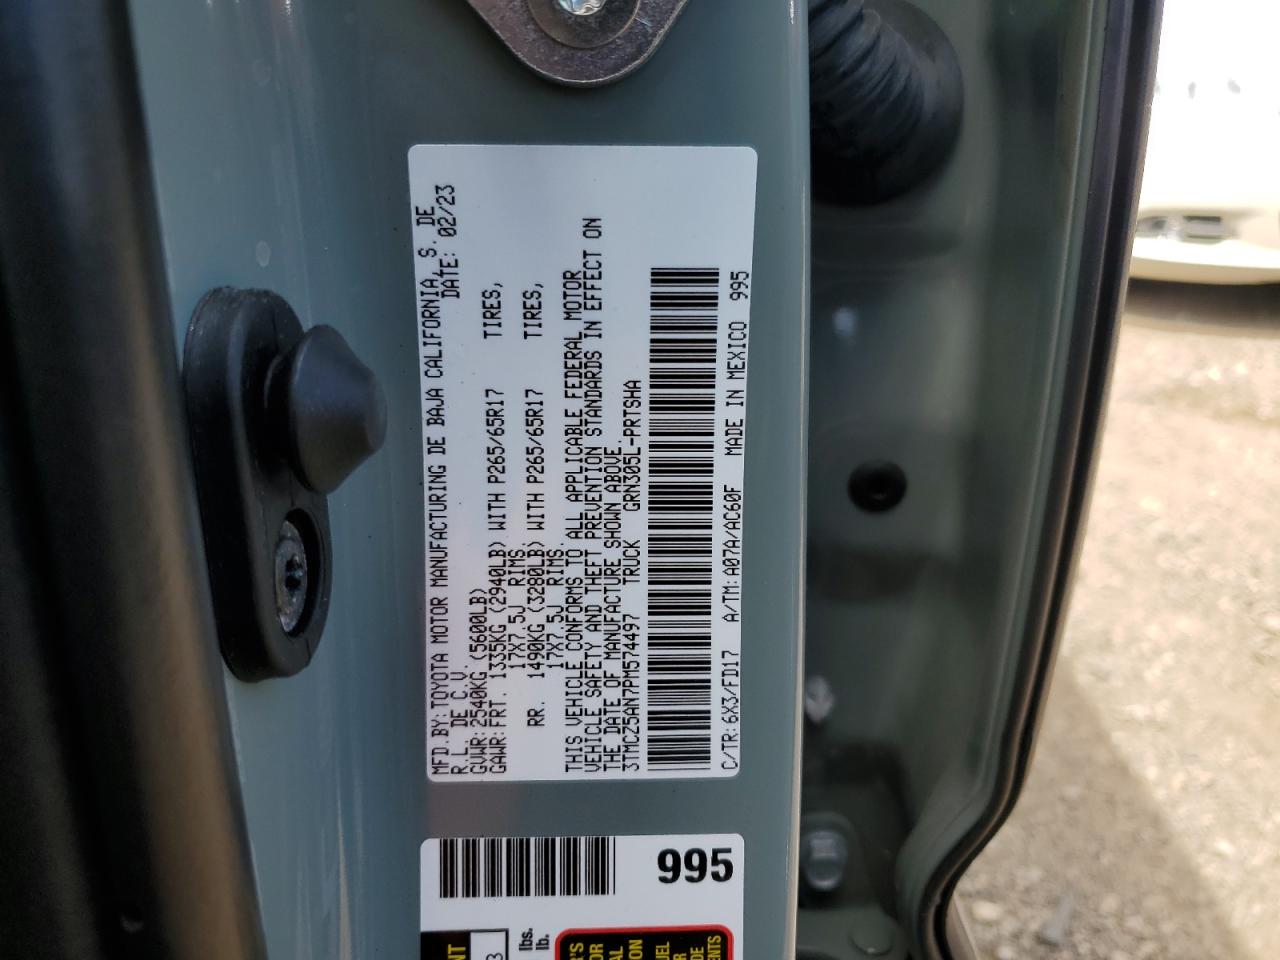 MFD.BY:TOYOTA MOTOR MANUFACTURING DE BAJA CALIFORNIA, S. DE
R.L. DE C.V. DATE: 02/23
GVWR:2540KG (5600LB)
GAWR:FRT. 1335KG (2940LB) WITH P265/65R17 TIRES,
17X7.5J RIMS.
RR. 1490KG (3280LB) WITH P265/65R17 TIRES,
17X7.5J RIMS.
THIS VEHICLE CONFORMS TO ALL APPLICABLE FEDERAL MOTOR
VEHICLE SAFETY AND THEFT PREVENTION STANDARDS IN EFFECT ON
THE DATE OF MANUFACTURE SHOWN ABOVE.
3TMCZ5AN7PM574497 TRUCK GRN305L-PRTSHA
C/TR:6X3/FD17 A/TM:A07A/AC60F MADE IN MEXICO 995
995
lbs.
lb.